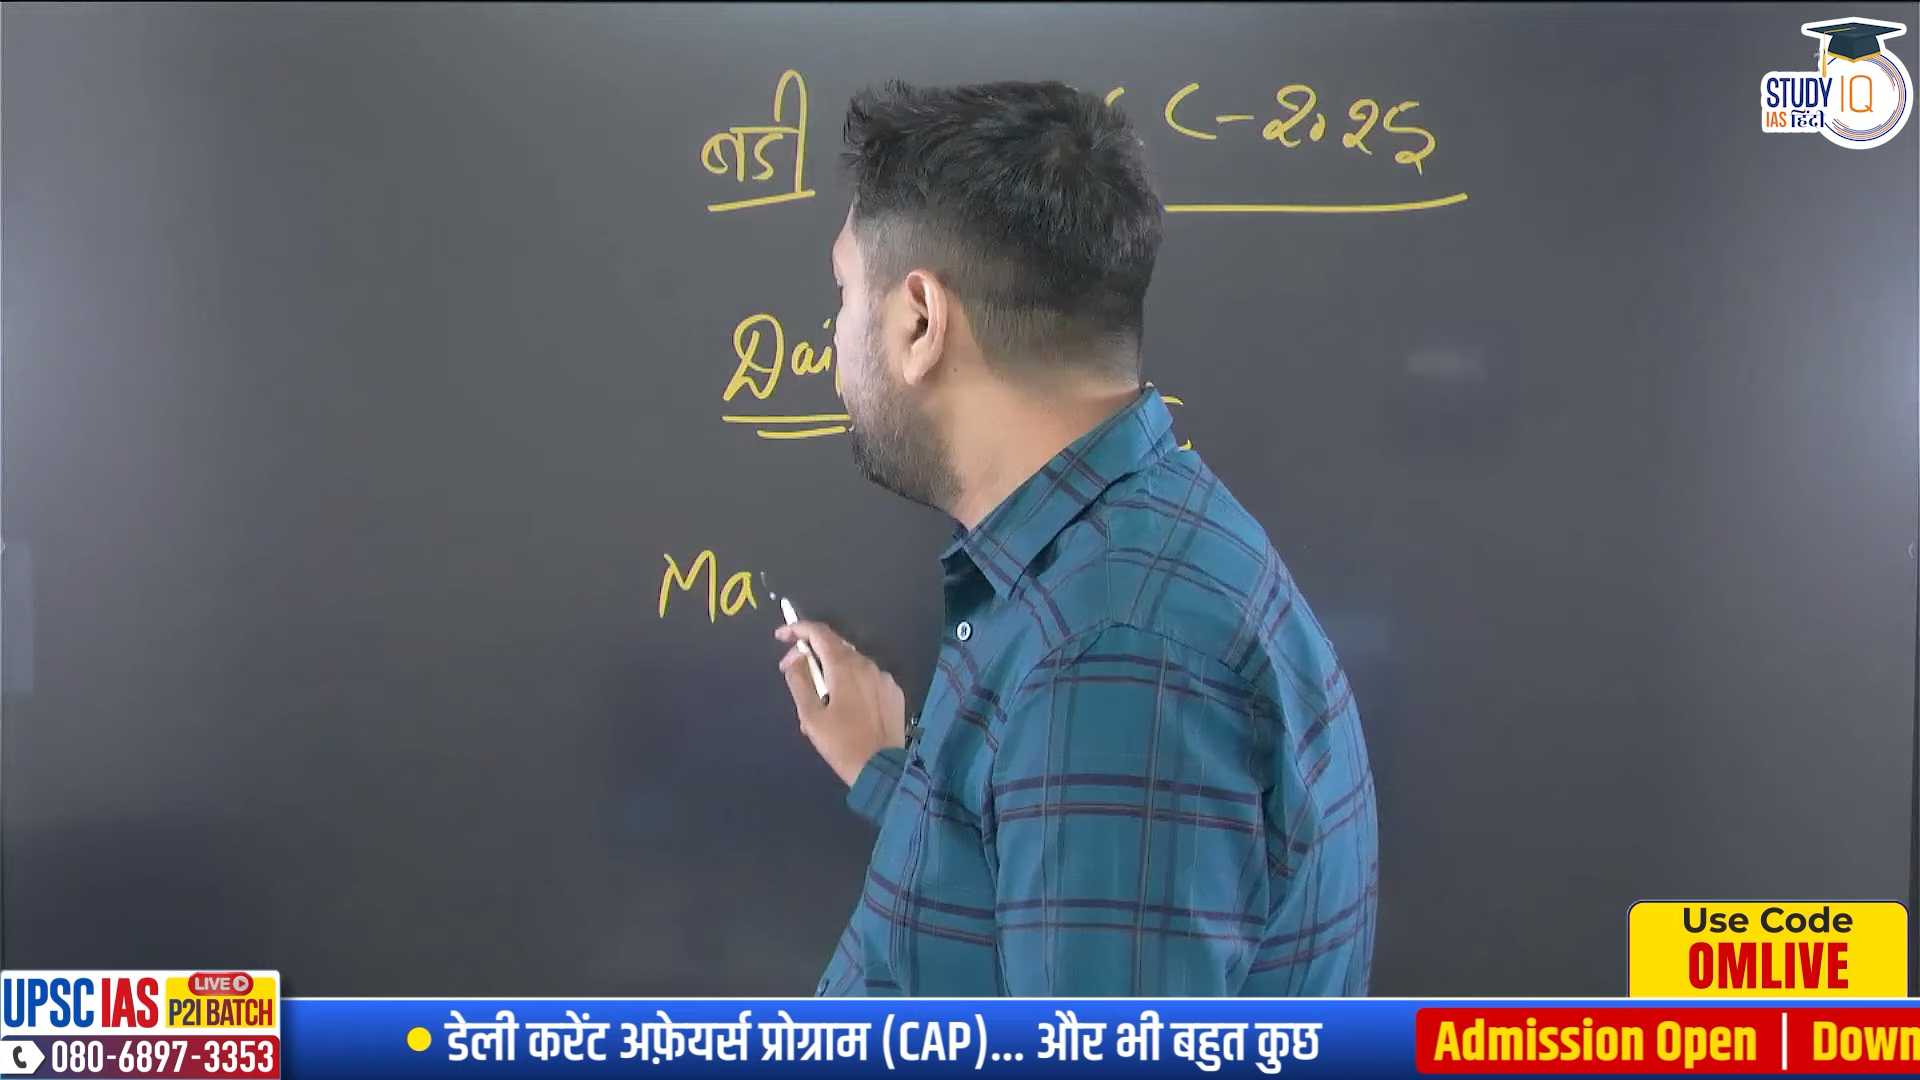 बडी C-2025
STUDY IQ
IAS हिंदी
Dai
Ma
Use Code
OMLIVE
UPSC IAS LIVE P2I BATCH
080-6897-3353
डेली करेंट अफ़ेयर्स प्रोग्राम (CAP)... और भी बहुत कुछ
Admission Open | Down